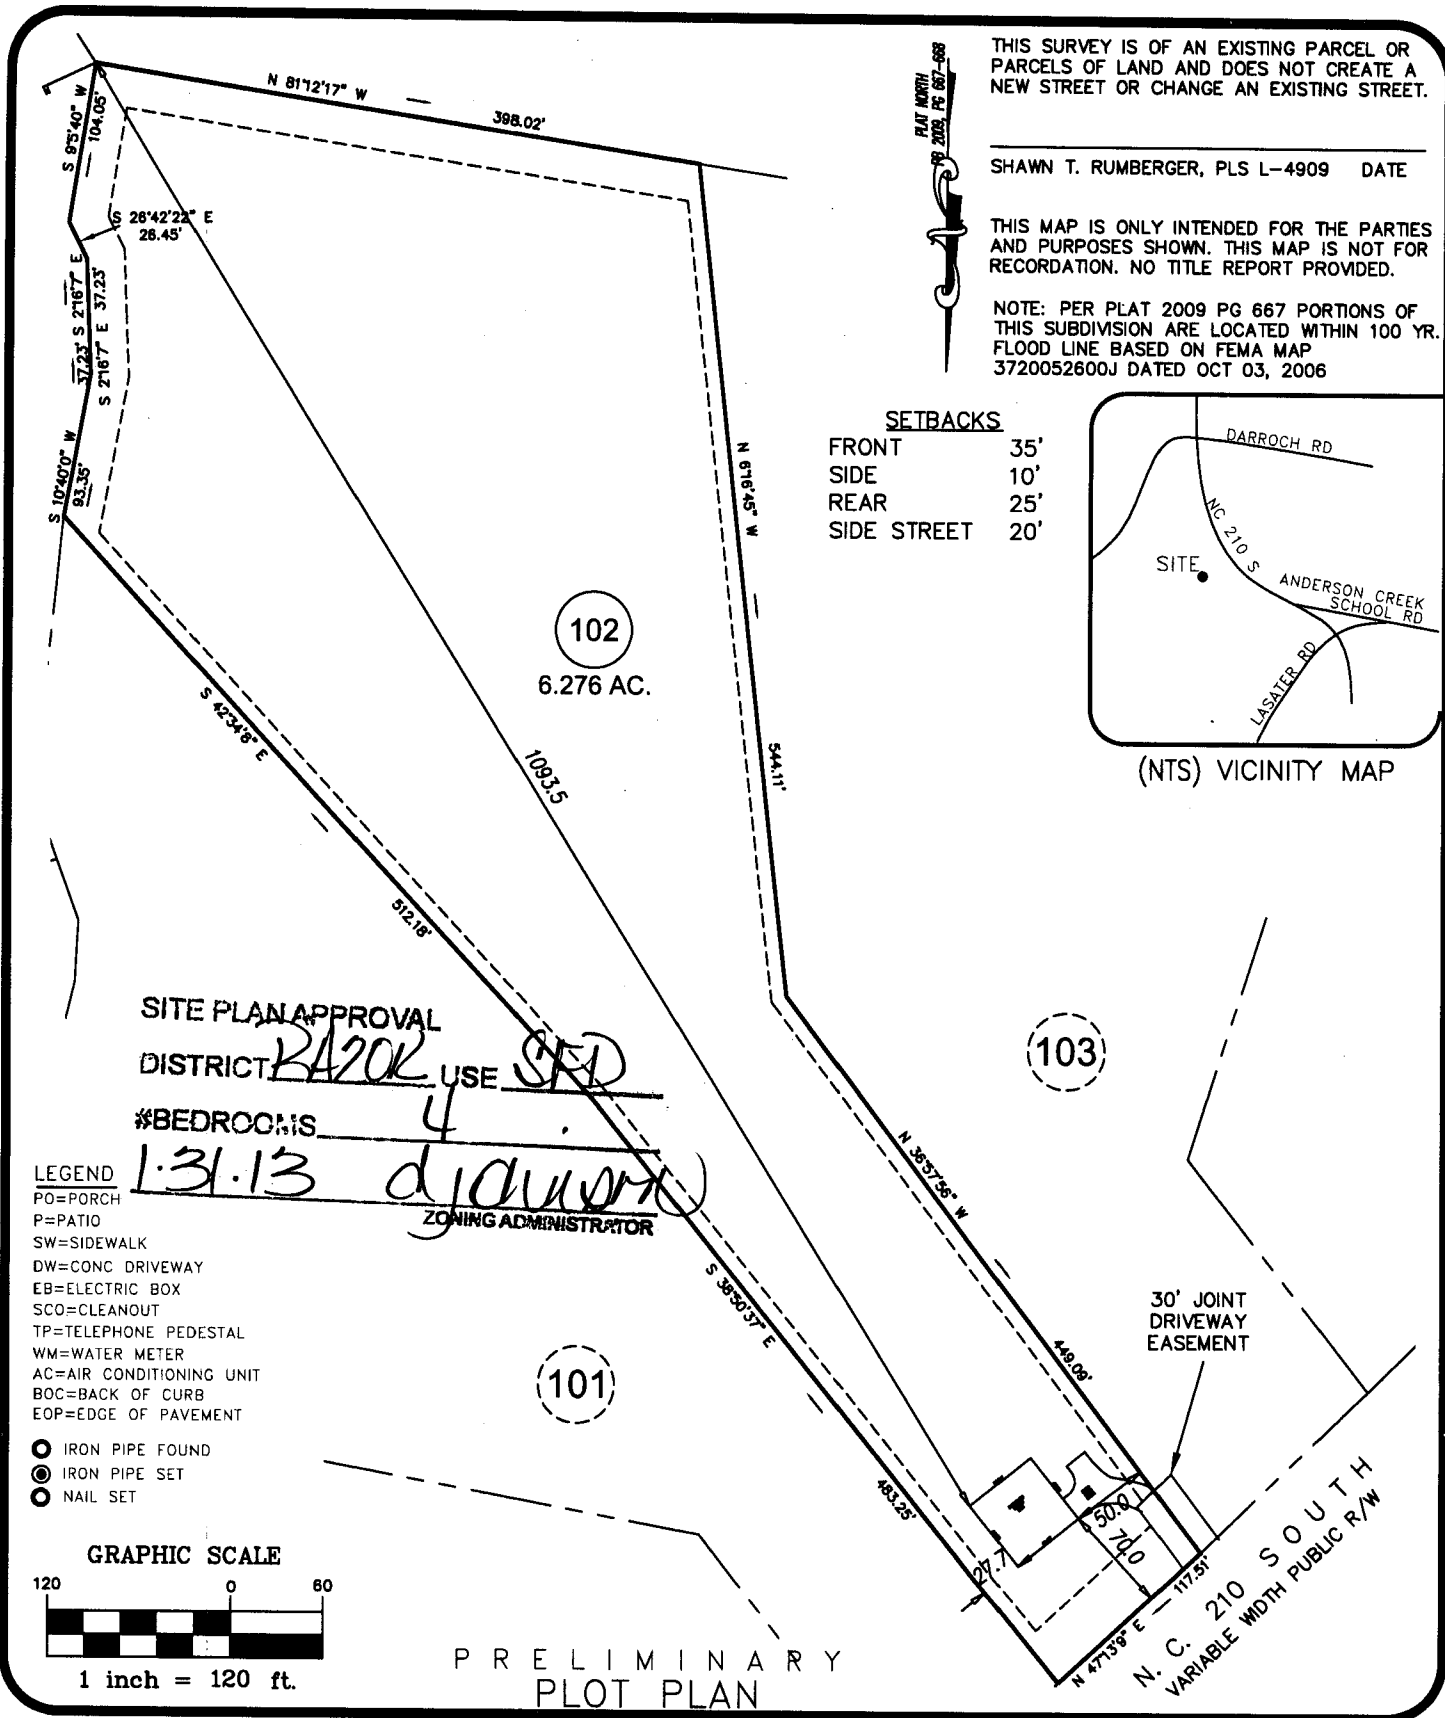 THIS SURVEY IS OF AN EXISTING PARCEL OR
PARCELS OF LAND AND DOES NOT CREATE A
NEW STREET OR CHANGE AN EXISTING STREET.
SHAWN T. RUMBERGER, PLS L-4909 DATE
THIS MAP IS ONLY INTENDED FOR THE PARTIES
AND PURPOSES SHOWN. THIS MAP IS NOT FOR
RECORDATION. NO TITLE REPORT PROVIDED.
NOTE: PER PLAT 2009 PG 667 PORTIONS OF
THIS SUBDIVISION ARE LOCATED WITHIN 100 YR.
FLOOD LINE BASED ON FEMA MAP
3720052600J DATED OCT 03, 2006
PLAT NORTH
PB 2009, PG 667-668
N 81°12'17" W
398.02'
S 9°5'40" W
104.05'
S 26°42'22" E
26.45'
37.23' S 2°16'7" E
S 2°16'7" E 37.23'
S 10°40'0" W
93.35'
N 6°16'45" W
544.11'
SETBACKS
FRONT 35'
SIDE 10'
REAR 25'
SIDE STREET 20'
DARROCH RD
NC 210 S
SITE
ANDERSON CREEK
SCHOOL RD
LASATER RD
(NTS) VICINITY MAP
102
6.276 AC.
1093.5
S 42°34'8" E
512.18'
SITE PLAN APPROVAL
DISTRICT RA20R USE SFD
#BEDROOMS 4
1.31.13
ZONING ADMINISTRATOR
103
N 36°57'56" W
449.09'
S 38°50'37" E
483.25'
101
30' JOINT
DRIVEWAY
EASEMENT
50.0
70.0
27.7
117.51'
N 47°13'9" E
N. C. 210 SOUTH
VARIABLE WIDTH PUBLIC R/W
LEGEND
PO=PORCH
P=PATIO
SW=SIDEWALK
DW=CONC DRIVEWAY
EB=ELECTRIC BOX
SCO=CLEANOUT
TP=TELEPHONE PEDESTAL
WM=WATER METER
AC=AIR CONDITIONING UNIT
BOC=BACK OF CURB
EOP=EDGE OF PAVEMENT
IRON PIPE FOUND
IRON PIPE SET
NAIL SET
GRAPHIC SCALE
120 0 60
1 inch = 120 ft.
PRELIMINARY
PLOT PLAN